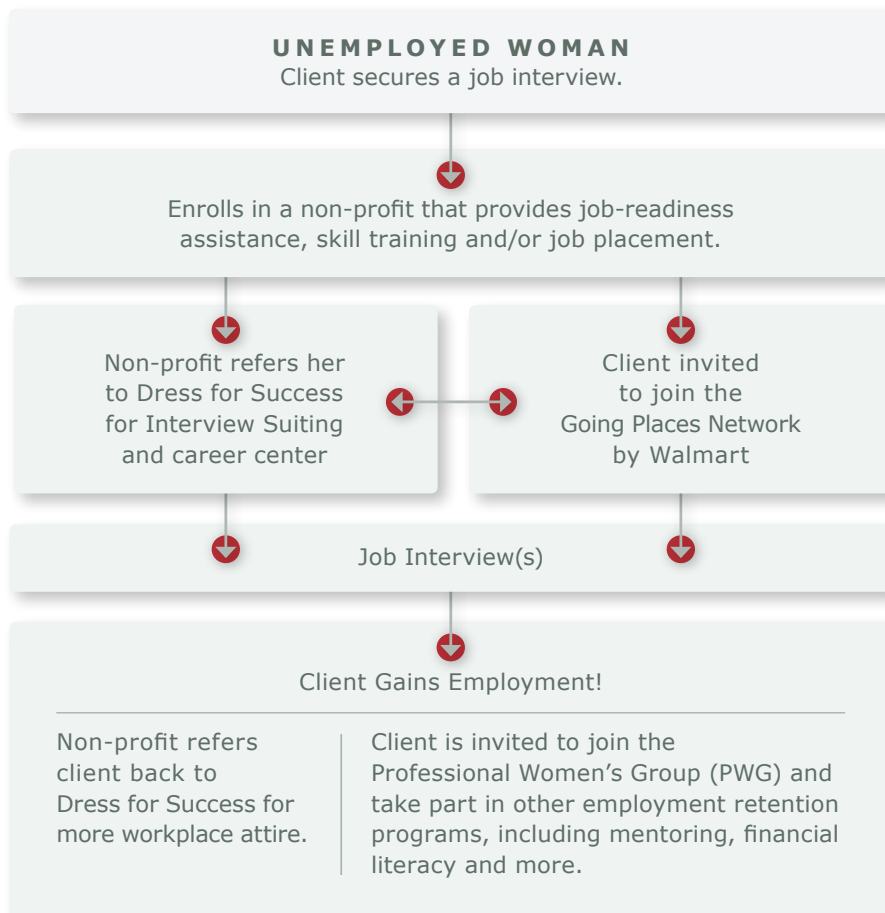 UNEMPLOYED WOMAN
Client secures a job interview.
Enrolls in a non-profit that provides job-readiness
assistance, skill training and/or job placement.
Non-profit refers her
to Dress for Success
for Interview Suiting
and career center
Client invited
to join the
Going Places Network
by Walmart
Job Interview(s)
Client Gains Employment!
Non-profit refers
client back to
Dress for Success for
more workplace attire.
Client is invited to join the
Professional Women’s Group (PWG) and
take part in other employment retention
programs, including mentoring, financial
literacy and more.